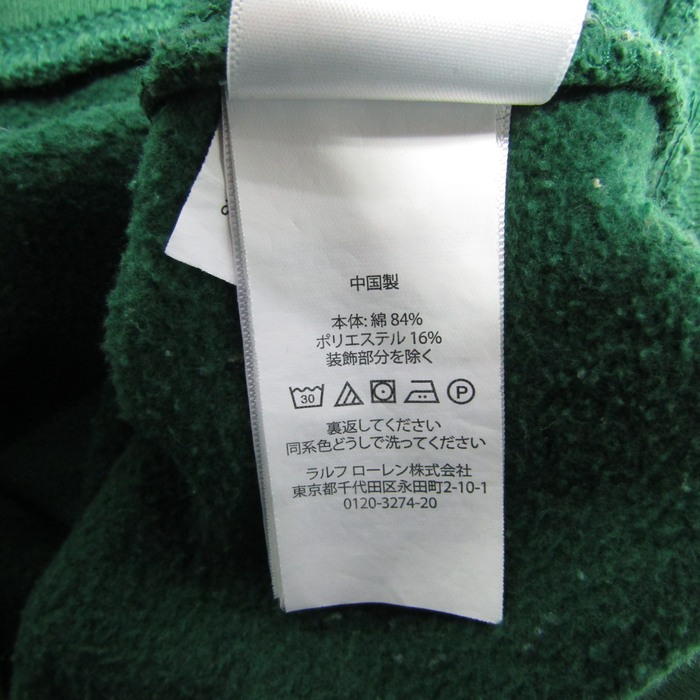 中国製
本体: 綿 84%
ポリエステル 16%
装飾部分を除く
30 P
裏返してください
同系色どうしで洗ってください
ラルフ ローレン株式会社
東京都千代田区永田町2-10-1
0120-3274-20